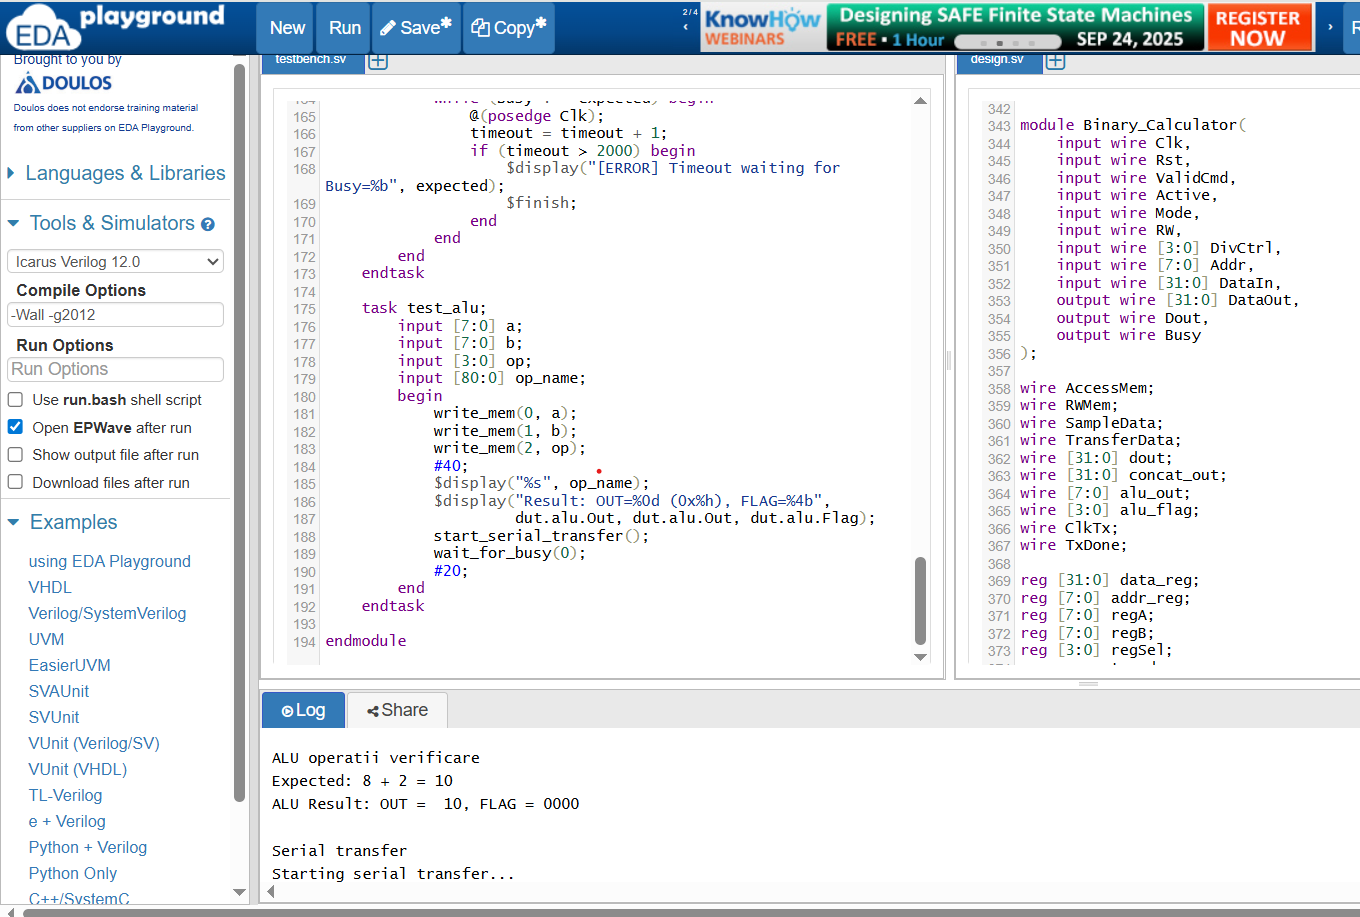 EDA playground
New
Run
Save*
Copy*
2/4
KnowHow
WEBINARS
Designing SAFE Finite State Machines
FREE • 1 Hour
SEP 24, 2025
REGISTER
NOW
Brought to you by
DOULOS
Doulos does not endorse training material
from other suppliers on EDA Playground.
Languages & Libraries
Tools & Simulators
Icarus Verilog 12.0
Compile Options
-Wall -g2012
Run Options
Run Options
Use run.bash shell script
Open EPWave after run
Show output file after run
Download files after run
Examples
using EDA Playground
VHDL
Verilog/SystemVerilog
UVM
EasierUVM
SVAUnit
SVUnit
VUnit (Verilog/SV)
VUnit (VHDL)
TL-Verilog
e + Verilog
Python + Verilog
Python Only
C++/SystemC
testbench.sv
165 @(posedge Clk);
166 timeout = timeout + 1;
167 if (timeout > 2000) begin
168 $display("[ERROR] Timeout waiting for
Busy=%b", expected);
169 $finish;
170 end
171 end
172 end
173 endtask
174
175 task test_alu;
176 input [7:0] a;
177 input [7:0] b;
178 input [3:0] op;
179 input [80:0] op_name;
180 begin
181 write_mem(0, a);
182 write_mem(1, b);
183 write_mem(2, op);
184 #40;
185 $display("%s", op_name);
186 $display("Result: OUT=%0d (0x%h), FLAG=%4b",
187 dut.alu.Out, dut.alu.Out, dut.alu.Flag);
188 start_serial_transfer();
189 wait_for_busy(0);
190 #20;
191 end
192 endtask
193
194 endmodule
design.sv
342
343 module Binary_Calculator(
344 input wire Clk,
345 input wire Rst,
346 input wire ValidCmd,
347 input wire Active,
348 input wire Mode,
349 input wire RW,
350 input wire [3:0] DivCtrl,
351 input wire [7:0] Addr,
352 input wire [31:0] DataIn,
353 output wire [31:0] DataOut,
354 output wire Dout,
355 output wire Busy
356 );
357
358 wire AccessMem;
359 wire RWMem;
360 wire SampleData;
361 wire TransferData;
362 wire [31:0] dout;
363 wire [31:0] concat_out;
364 wire [7:0] alu_out;
365 wire [3:0] alu_flag;
366 wire ClkTx;
367 wire TxDone;
368
369 reg [31:0] data_reg;
370 reg [7:0] addr_reg;
371 reg [7:0] regA;
372 reg [7:0] regB;
373 reg [3:0] regSel;
Log
Share
ALU operatii verificare
Expected: 8 + 2 = 10
ALU Result: OUT =  10, FLAG = 0000
Serial transfer
Starting serial transfer...